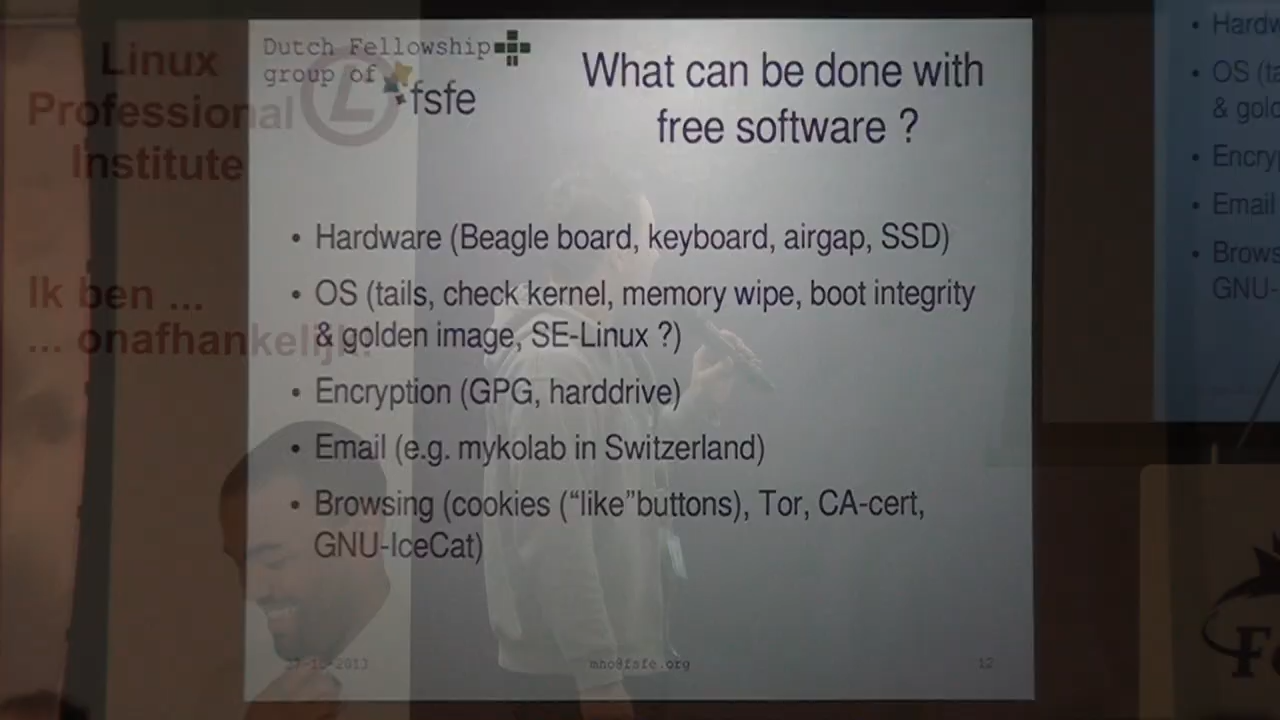 Linux
Professional
Institute
Ik ben ...
... onafhankelijk.
Dutch Fellowship
group of
fsfe
What can be done with
free software ?
• Hardware (Beagle board, keyboard, airgap, SSD)
• OS (tails, check kernel, memory wipe, boot integrity
& golden image, SE-Linux ?)
• Encryption (GPG, harddrive)
• Email (e.g. mykolab in Switzerland)
• Browsing (cookies (“like”buttons), Tor, CA-cert,
GNU-IceCat)
mho@fsfe.org
12
• Hardw
• OS (ta
& gold
• Encry
• Email
• Brows
GNU-